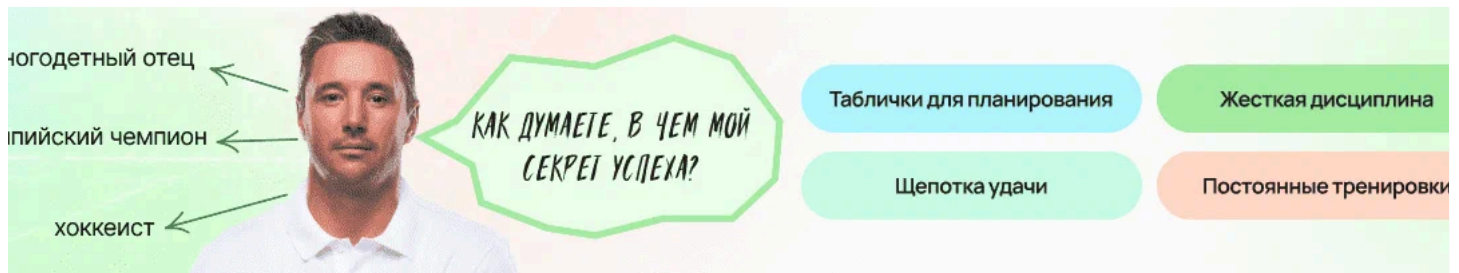 ногодетный отец
пийский чемпион
хоккеист
КАК ДУМАЕТЕ, В ЧЕМ МОЙ
СЕКРЕТ УСПЕХА?
Таблички для планирования
Жесткая дисциплина
Щепотка удачи
Постоянные тренировки